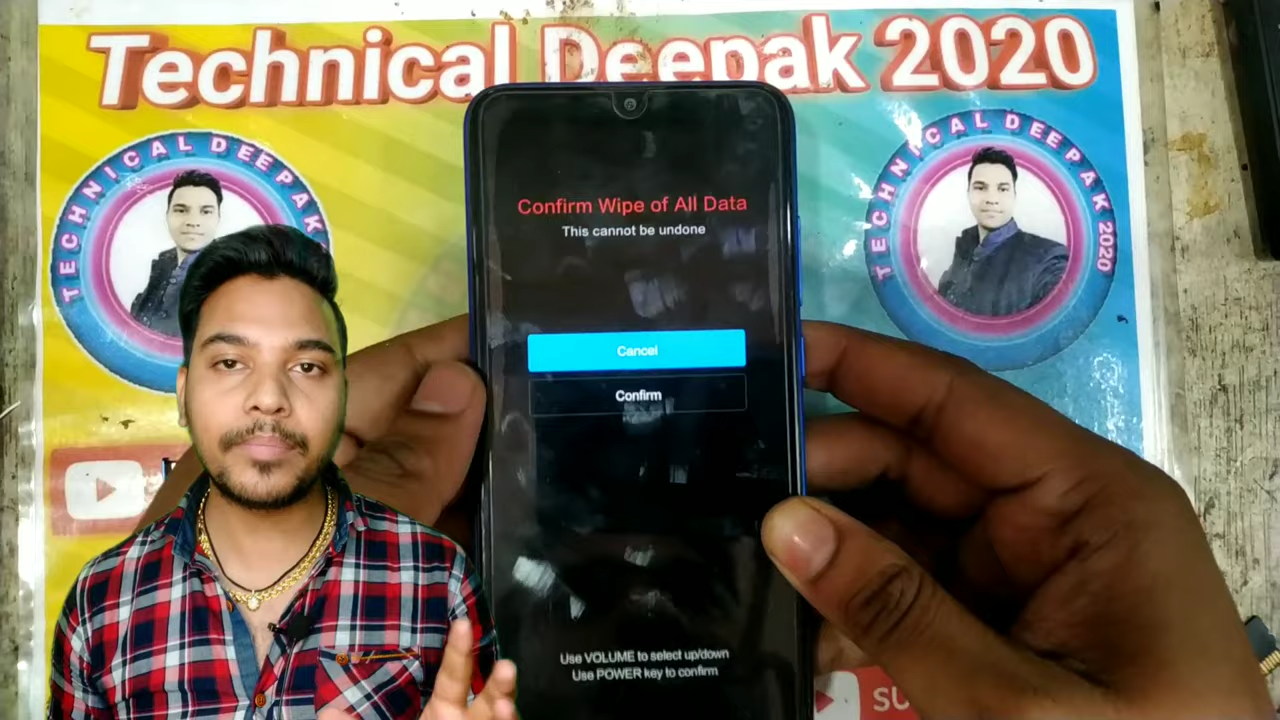 Technical Deepak 2020
TECHNICAL DEEPAK
TECHNICAL DEEPAK 2020
Confirm Wipe of All Data
This cannot be undone
Cancel
Confirm
Use VOLUME to select up/down
Use POWER key to confirm